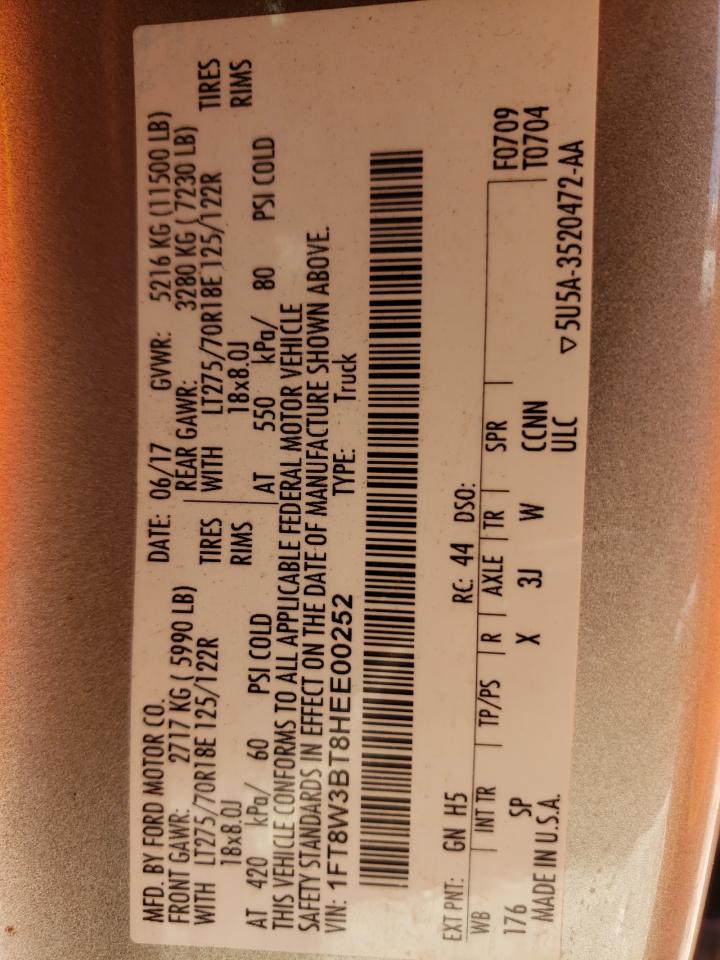 MFD. BY FORD MOTOR CO. DATE: 06/17 GVWR: 5216 KG (11500 LB)
FRONT GAWR: 2717 KG ( 5990 LB) REAR GAWR: 3280 KG ( 7230 LB)
WITH LT275/70R18E 125/122R TIRES WITH LT275/70R18E 125/122R TIRES
18x8.0J RIMS 18x8.0J RIMS
AT 420 kPa/ 60 PSI COLD AT 550 kPa/ 80 PSI COLD
THIS VEHICLE CONFORMS TO ALL APPLICABLE FEDERAL MOTOR VEHICLE
SAFETY STANDARDS IN EFFECT ON THE DATE OF MANUFACTURE SHOWN ABOVE.
VIN: 1FT8W3BT8HEE00252 TYPE: Truck
EXT PNT: GN H5 RC: 44 DSO:
WB INT TR TP/PS R AXLE TR SPR F0709
176 SP X 3J W CCNN T0704
MADE IN U.S.A. ULC ▽5U5A-3520472-AA